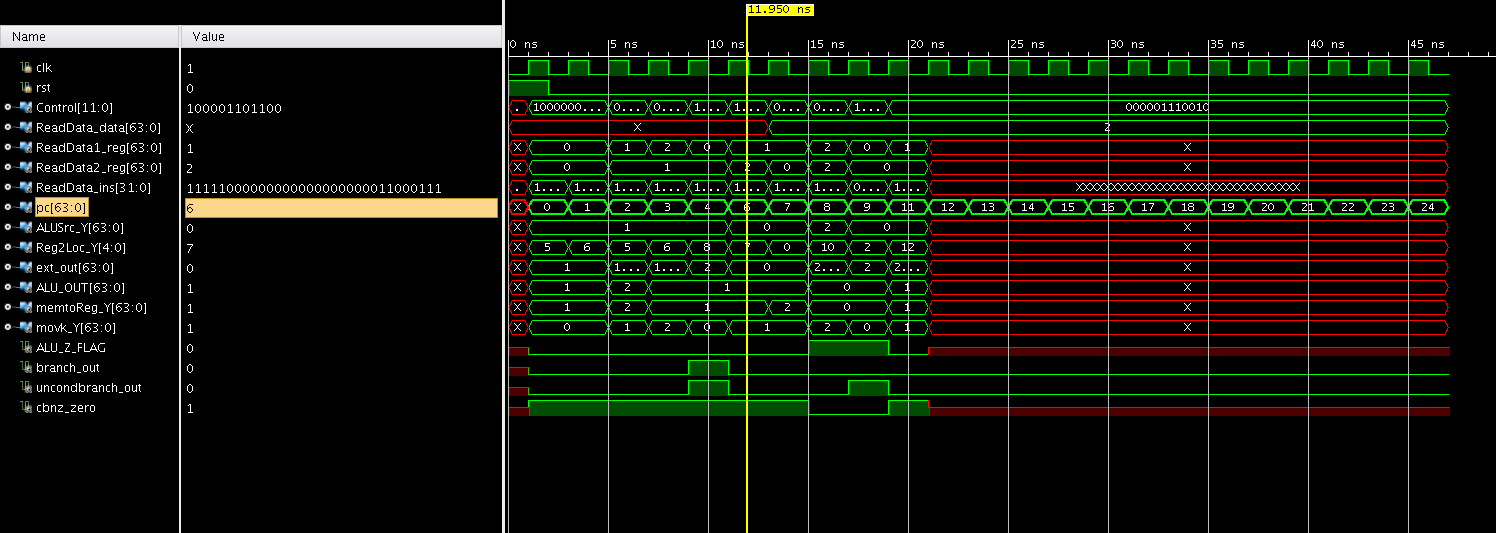 11.950 ns
Name Value
0 ns 5 ns 10 ns 15 ns 20 ns 25 ns 30 ns 35 ns 40 ns 45 ns
clk 1
rst 0
Control[11:0] 100001101100 . 1000000... 0... 0... 1... 1... 0... 0... 1... 000001110010
ReadData_data[63:0] X X 2
ReadData1_reg[63:0] 1 X 0 1 2 0 1 2 0 1 X
ReadData2_reg[63:0] 2 X 0 1 2 0 2 0 X
ReadData_ins[31:0] . 1... 1... 1... 1... 1... 1... 1... 1... 0... 1...
pc[63:0] 6 X 0 1 2 3 4 6 7 8 9 11 12 13 14 15 16 17 18 19 20 21 22 23 24
ALUSrc_Y[63:0] 0 X 1 0 2 0 X
Reg2Loc_Y[4:0] 7 X 5 6 5 6 8 7 0 10 2 12 X
ext_out[63:0] 0 X 1 1... 1... 2 0 2... 2 2... X
ALU_OUT[63:0] 1 X 1 2 1 0 1 X
memtoReg_Y[63:0] 1 X 1 2 1 2 0 1 X
movk_Y[63:0] 1 X 0 1 2 0 1 2 0 1 X
ALU_Z_FLAG 0
branch_out 0
uncondbranch_out 0
cbnz_zero 1